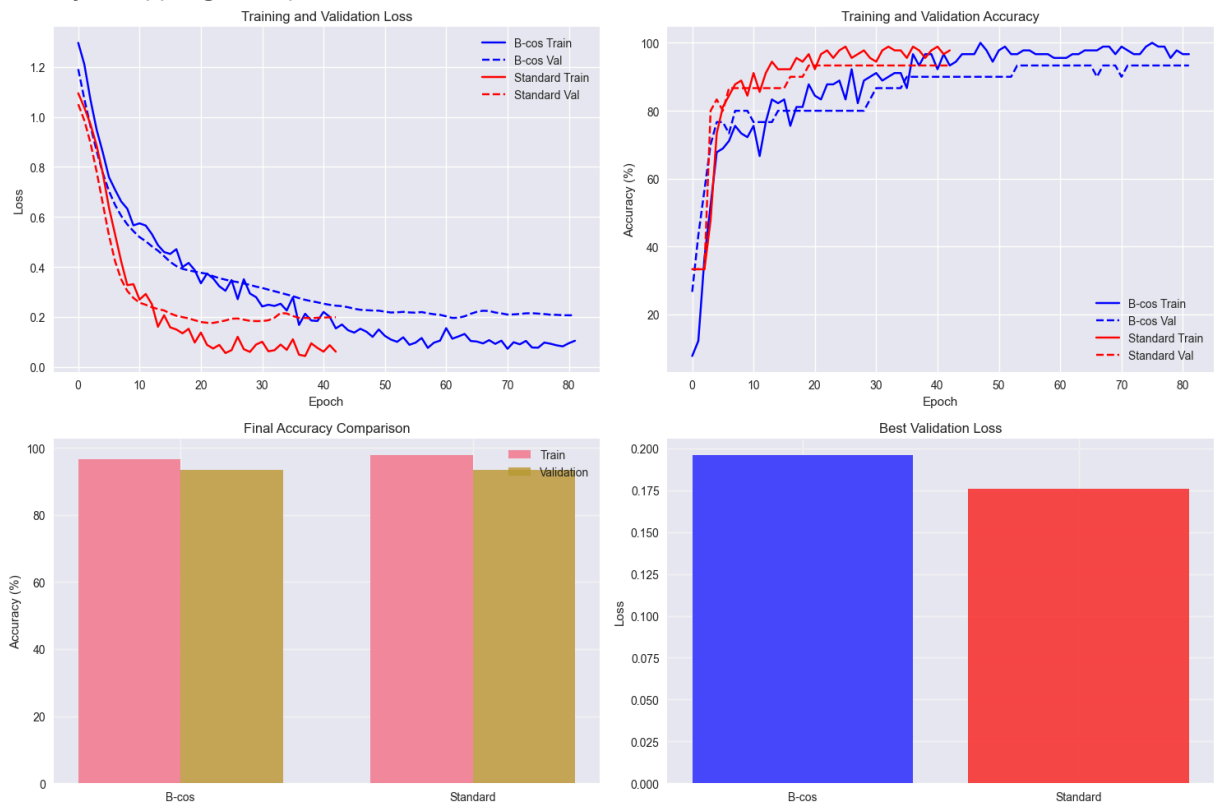 Training and Validation Loss
B-cos Train
B-cos Val
Standard Train
Standard Val
1.2
1.0
0.8
0.6
0.4
0.2
0.0
Loss
0 10 20 30 40 50 60 70 80
Epoch
Training and Validation Accuracy
100
80
60
40
20
Accuracy (%)
B-cos Train
B-cos Val
Standard Train
Standard Val
0 10 20 30 40 50 60 70 80
Epoch
Final Accuracy Comparison
Train
Validation
100
80
60
40
20
0
Accuracy (%)
B-cos Standard
Best Validation Loss
0.200
0.175
0.150
0.125
0.100
0.075
0.050
0.025
0.000
Loss
B-cos Standard